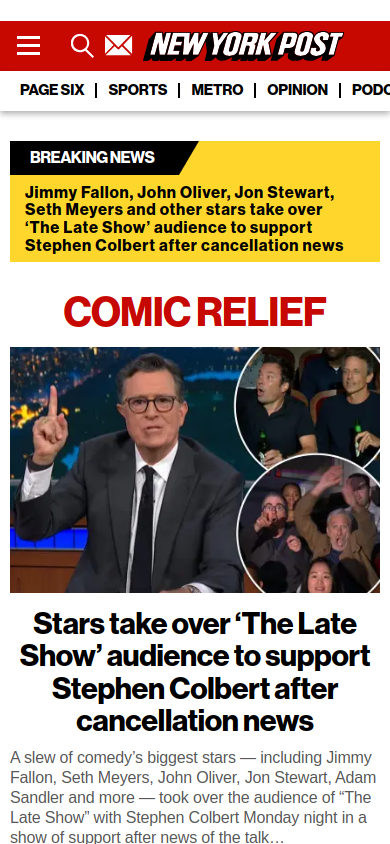 NEW YORK POST
PAGE SIX | SPORTS | METRO | OPINION | PODC
BREAKING NEWS
Jimmy Fallon, John Oliver, Jon Stewart,
Seth Meyers and other stars take over
‘The Late Show’ audience to support
Stephen Colbert after cancellation news
COMIC RELIEF
Stars take over ‘The Late
Show’ audience to support
Stephen Colbert after
cancellation news
A slew of comedy’s biggest stars — including Jimmy
Fallon, Seth Meyers, John Oliver, Jon Stewart, Adam
Sandler and more — took over the audience of “The
Late Show” with Stephen Colbert Monday night in a
show of support after news of the talk…